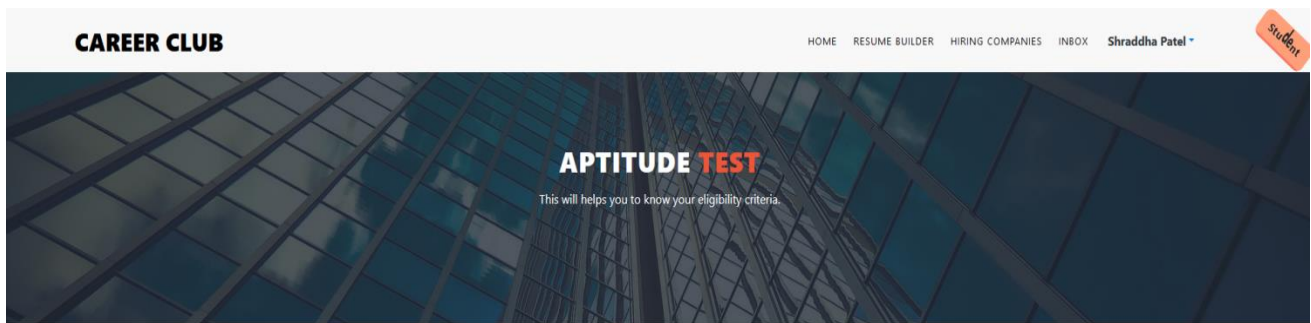 CAREER CLUB
HOME RESUME BUILDER HIRING COMPANIES INBOX Shraddha Patel
Student
APTITUDE TEST
This will helps you to know your eligibility criteria.